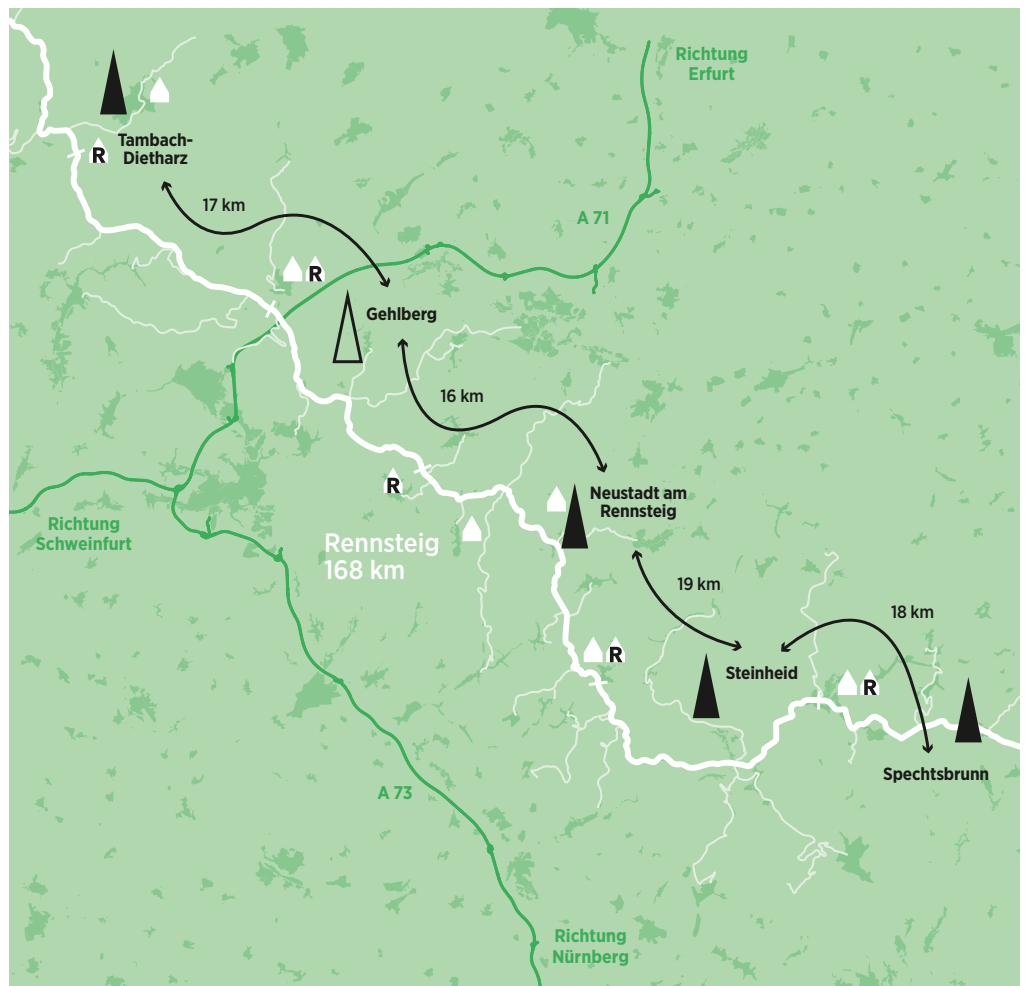 Richtung
Erfurt
Tambach-
Dietharz
R
17 km
A 71
R
Gehlberg
16 km
R
Neustadt am
Rennsteig
Richtung
Schweinfurt
Rennsteig
168 km
19 km
18 km
R
Steinheid
R
Spechtsbrunn
A 73
Richtung
Nürnberg